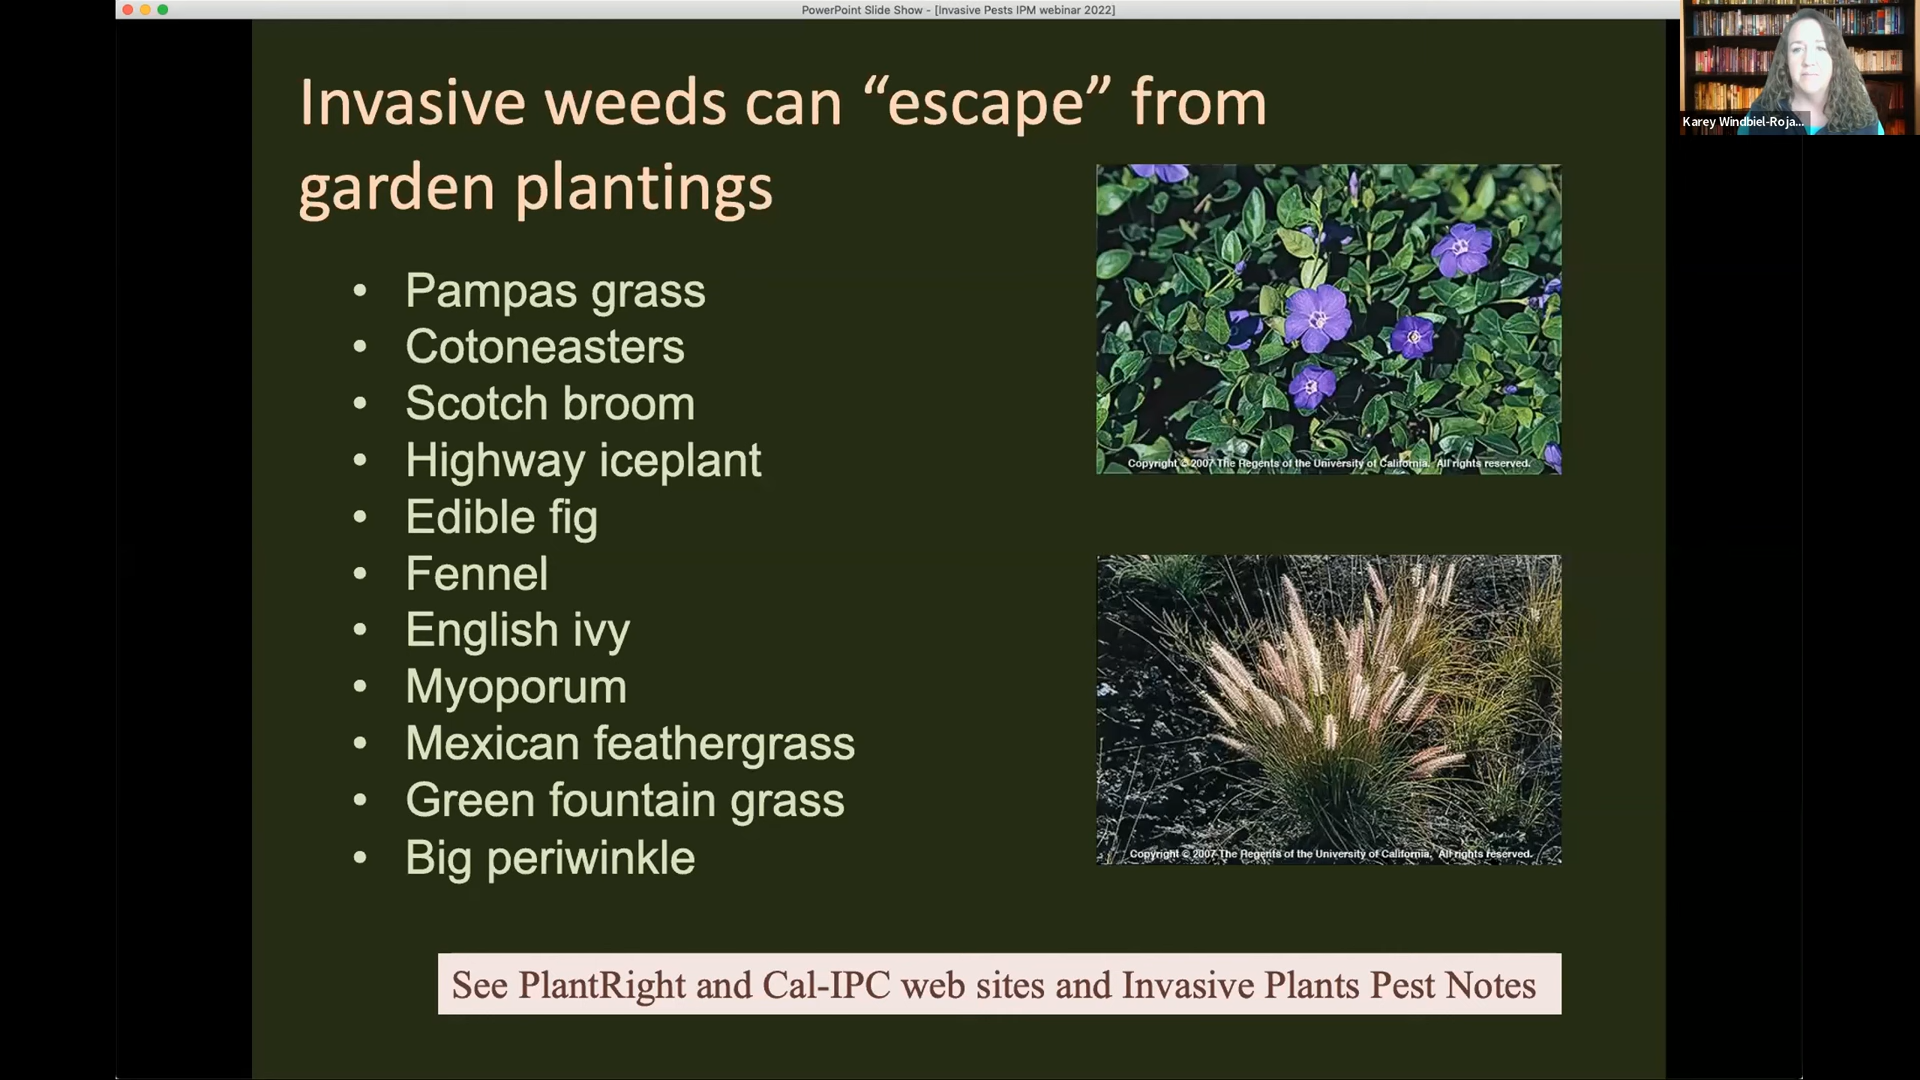 PowerPoint Slide Show - [Invasive Pests IPM webinar 2022]
Karey Windbiel-Roja...
Invasive weeds can “escape” from
garden plantings
• Pampas grass
• Cotoneasters
• Scotch broom
• Highway iceplant
• Edible fig
• Fennel
• English ivy
• Myoporum
• Mexican feathergrass
• Green fountain grass
• Big periwinkle
Copyright © 2007 The Regents of the University of California. All rights reserved.
Copyright © 2007 The Regents of the University of California. All rights reserved.
See PlantRight and Cal-IPC web sites and Invasive Plants Pest Notes